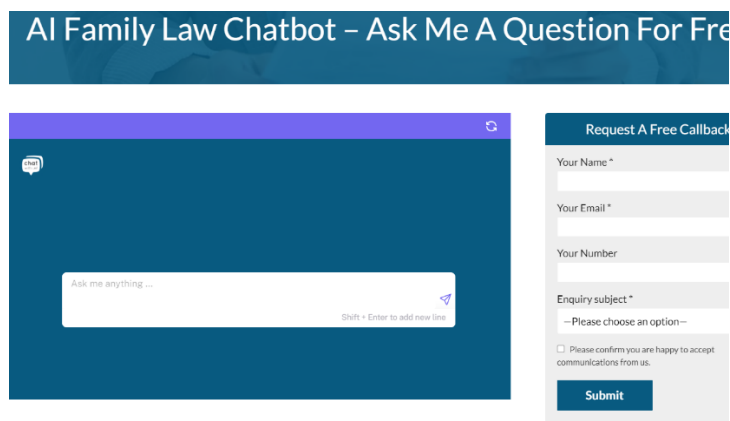 AI Family Law Chatbot – Ask Me A Question For Fre
Request A Free Callback
chat
Ask me anything ...
Shift + Enter to add new line
Your Name *
Your Email *
Your Number
Enquiry subject *
—Please choose an option—
Please confirm you are happy to accept
communications from us.
Submit